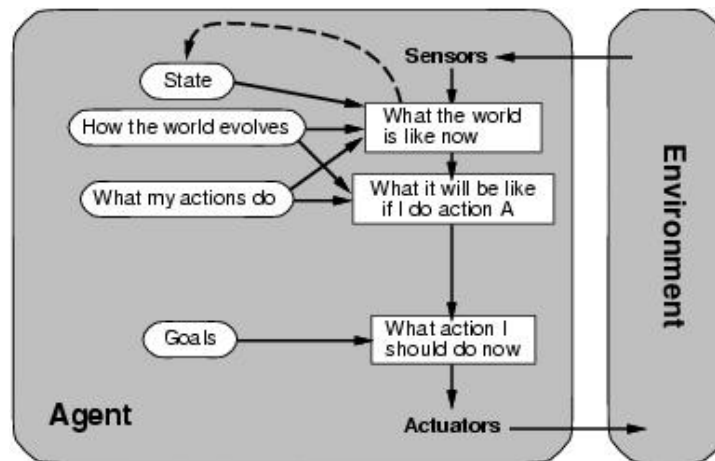 Sensors
State
What the world
is like now
How the world evolves
What it will be like
if I do action A
What my actions do
Environment
Goals
What action I
should do now
Agent
Actuators